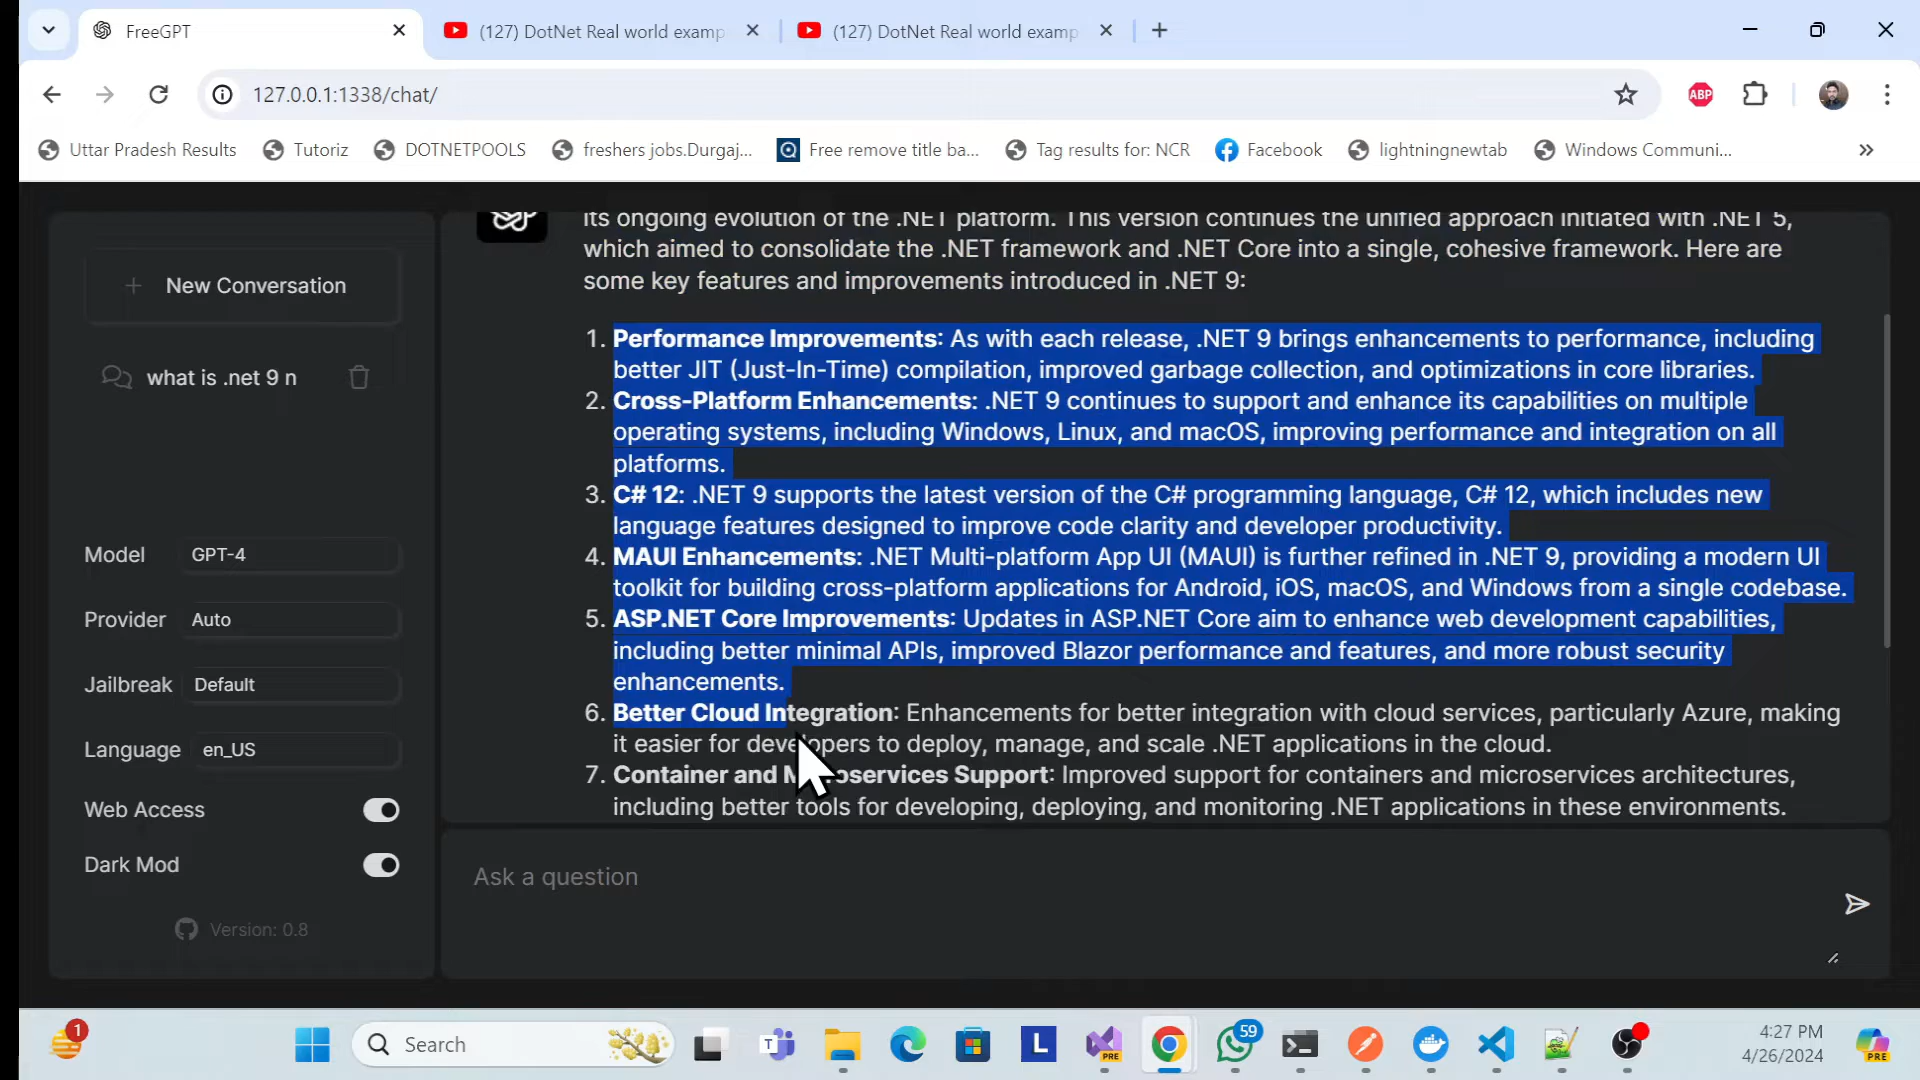 FreeGPT
(127) DotNet Real world examp
(127) DotNet Real world examp
127.0.0.1:1338/chat/
ABP
Uttar Pradesh Results
Tutoriz
DOTNETPOOLS
freshers jobs.Durgaj...
Free remove title ba...
Tag results for: NCR
Facebook
lightningnewtab
Windows Communi...
New Conversation
what is .net 9 n
Model GPT-4
Provider Auto
Jailbreak Default
Language en_US
Web Access
Dark Mod
Version: 0.8
its ongoing evolution of the .NET platform. This version continues the unified approach initiated with .NET 5,
which aimed to consolidate the .NET framework and .NET Core into a single, cohesive framework. Here are
some key features and improvements introduced in .NET 9:
1. Performance Improvements: As with each release, .NET 9 brings enhancements to performance, including
better JIT (Just-In-Time) compilation, improved garbage collection, and optimizations in core libraries.
2. Cross-Platform Enhancements: .NET 9 continues to support and enhance its capabilities on multiple
operating systems, including Windows, Linux, and macOS, improving performance and integration on all
platforms.
3. C# 12: .NET 9 supports the latest version of the C# programming language, C# 12, which includes new
language features designed to improve code clarity and developer productivity.
4. MAUI Enhancements: .NET Multi-platform App UI (MAUI) is further refined in .NET 9, providing a modern UI
toolkit for building cross-platform applications for Android, iOS, macOS, and Windows from a single codebase.
5. ASP.NET Core Improvements: Updates in ASP.NET Core aim to enhance web development capabilities,
including better minimal APIs, improved Blazor performance and features, and more robust security
enhancements.
6. Better Cloud Integration: Enhancements for better integration with cloud services, particularly Azure, making
it easier for developers to deploy, manage, and scale .NET applications in the cloud.
7. Container and Microservices Support: Improved support for containers and microservices architectures,
including better tools for developing, deploying, and monitoring .NET applications in these environments.
Ask a question
1
Search
T
L
PRE
59
4:27 PM
4/26/2024
PRE